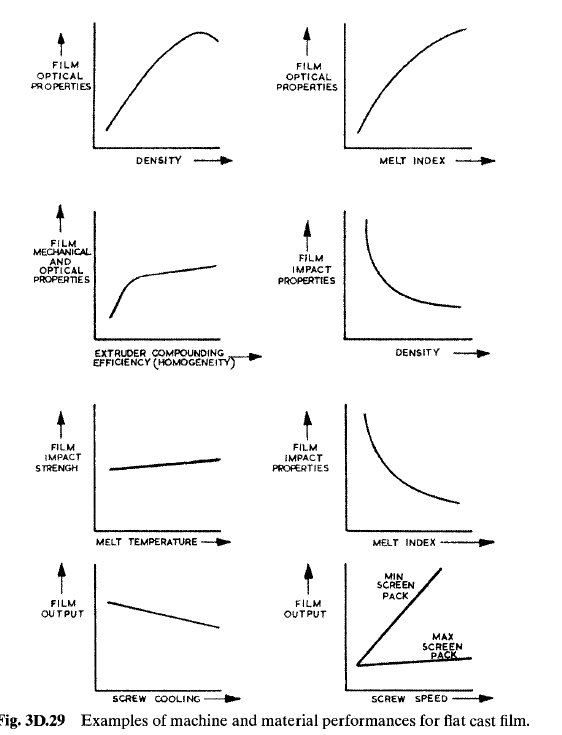 FILM
OPTICAL
PROPERTIES
DENSITY
FILM
OPTICAL
PROPERTIES
MELT INDEX
FILM
MECHANICAL
AND
OPTICAL
PROPERTIES
EXTRUDER COMPOUNDING
EFFICIENCY (HOMOGENEITY)
FILM
IMPACT
PROPERTIES
DENSITY
FILM
IMPACT
STRENGH
MELT TEMPERATURE
FILM
IMPACT
PROPERTIES
MELT INDEX
FILM
OUTPUT
SCREW COOLING
FILM
OUTPUT
MIN
SCREEN
PACK
MAX
SCREEN
PACK
SCREW SPEED
Fig. 3D.29 Examples of machine and material performances for flat cast film.